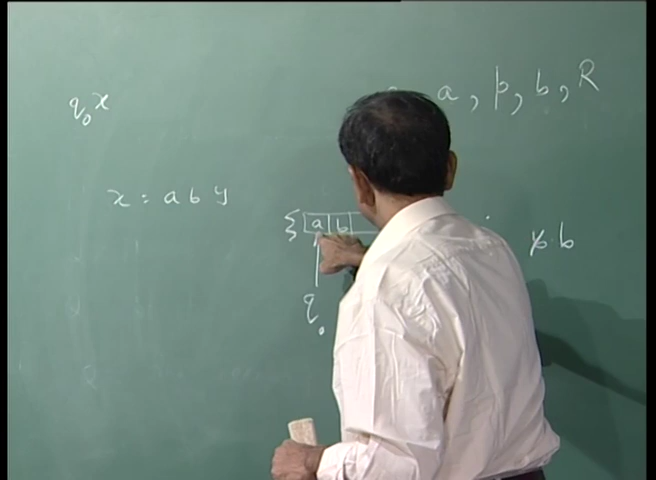 q₀x
a, p, b, R
x = a b y
a b
p b
q₀